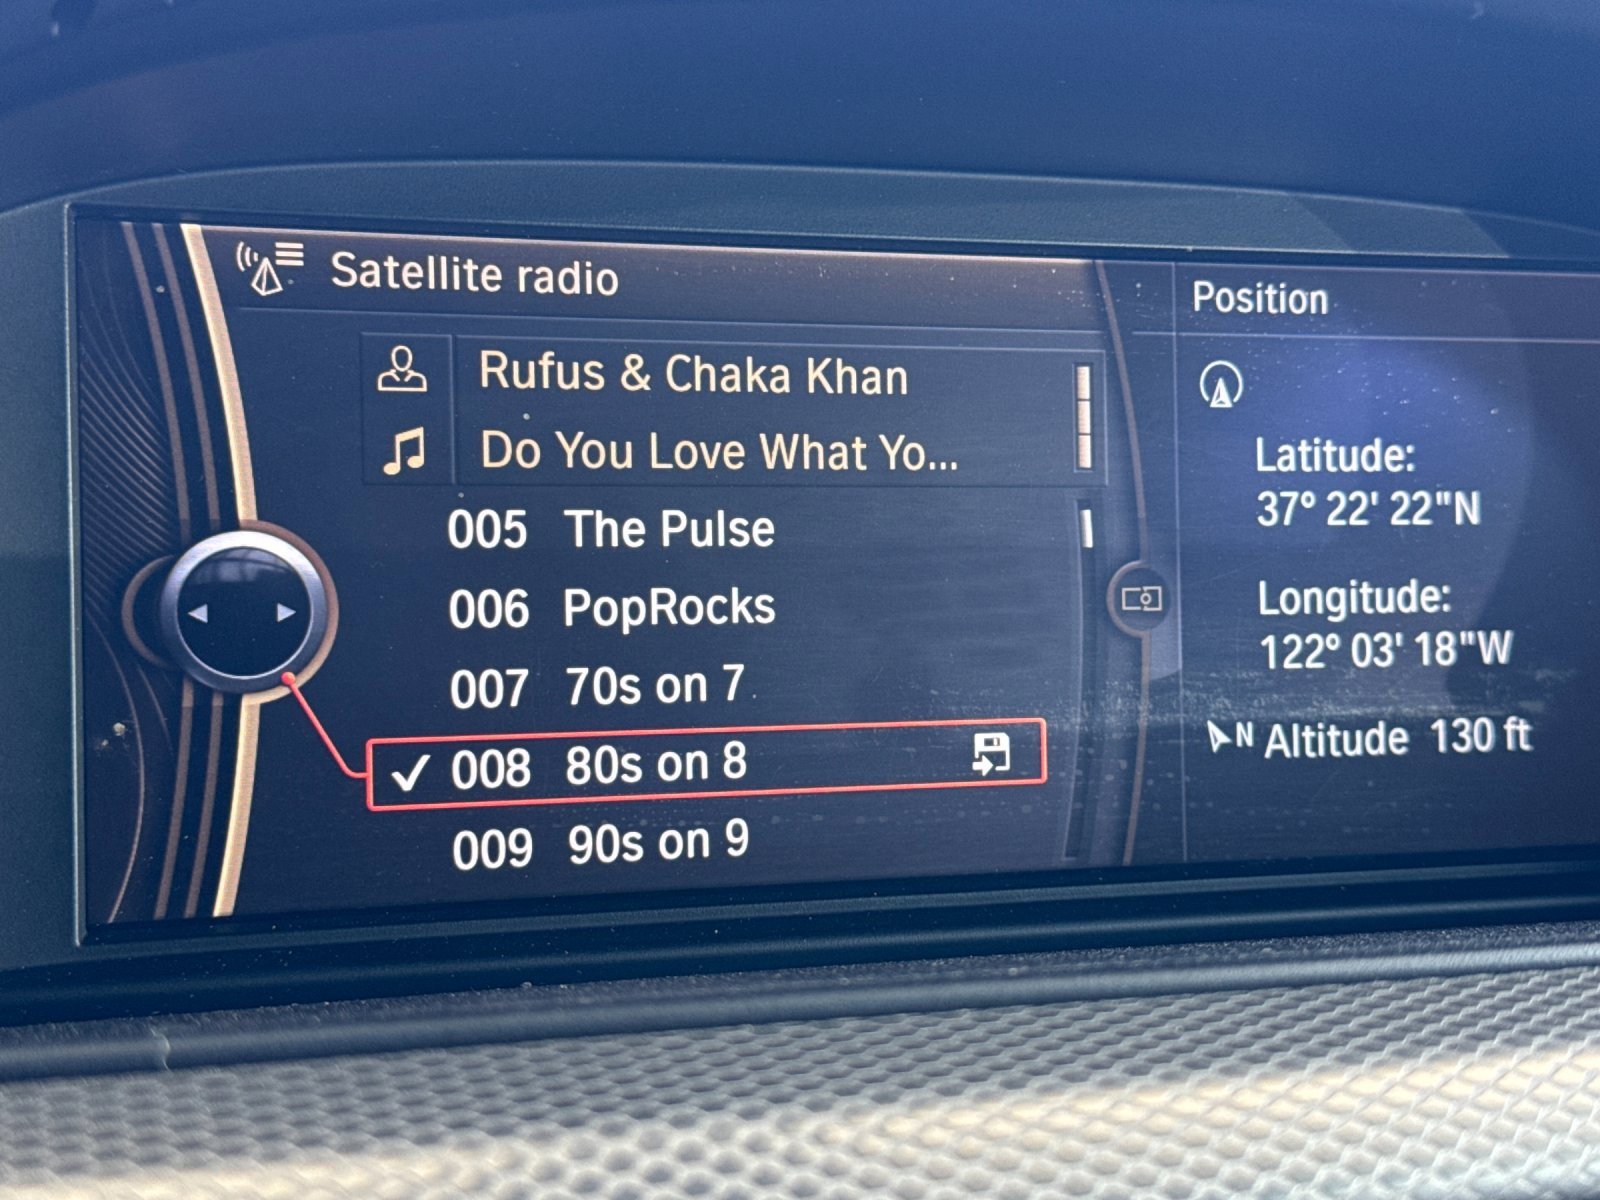 Satellite radio
Rufus & Chaka Khan
Do You Love What Yo...
005 The Pulse
006 PopRocks
007 70s on 7
008 80s on 8
009 90s on 9
Position
Latitude:
37° 22' 22"N
Longitude:
122° 03' 18"W
N Altitude 130 ft